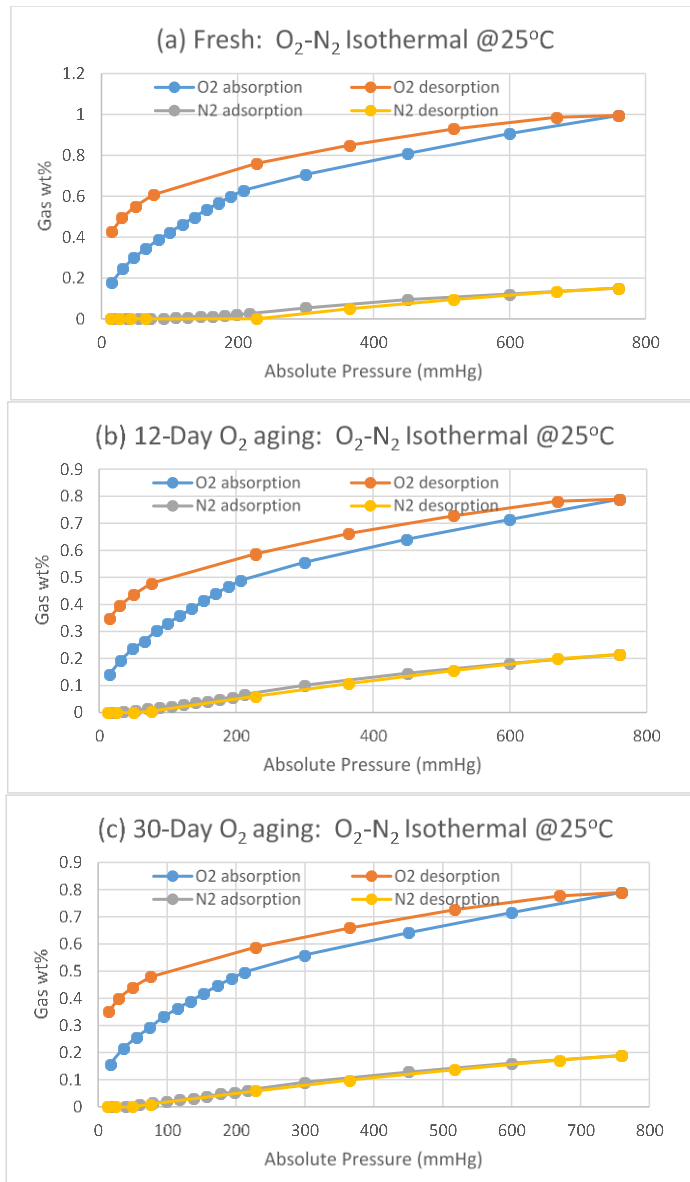 (a) Fresh: O₂-N₂ Isothermal @25°C
1.2
O2 absorption O2 desorption
N2 adsorption N2 desorption
1
0.8
0.6
0.4
0.2
0
Gas wt%
0 200 400 600 800
Absolute Pressure (mmHg)
(b) 12-Day O₂ aging: O₂-N₂ Isothermal @25°C
0.9
O2 absorption O2 desorption
0.8
N2 adsorption N2 desorption
0.7
0.6
0.5
0.4
0.3
0.2
0.1
0
Gas wt%
0 200 400 600 800
Absolute Pressure (mmHg)
(c) 30-Day O₂ aging: O₂-N₂ Isothermal @25°C
0.9
O2 absorption O2 desorption
0.8
N2 adsorption N2 desorption
0.7
0.6
0.5
0.4
0.3
0.2
0.1
0
Gas wt%
0 100 200 300 400 500 600 700 800
Absolute Pressure (mmHg)